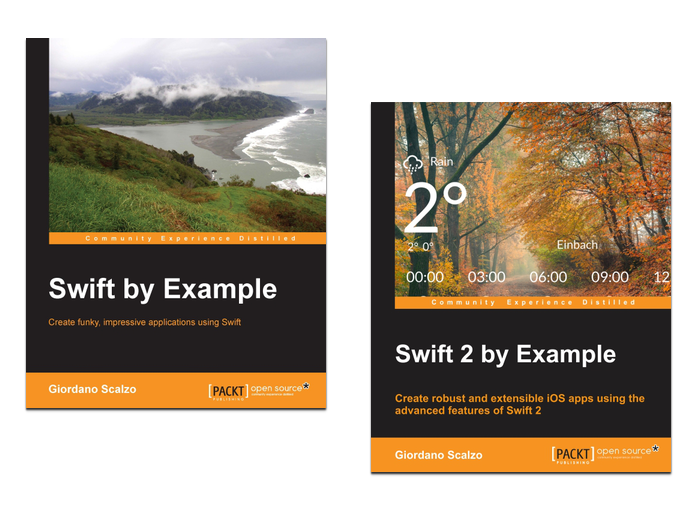 Community Experience Distilled
Swift by Example
Create funky, impressive applications using Swift
Giordano Scalzo
[PACKT]
PUBLISHING
open source*
Rain
2°
2° 0°
Einbach
00:00 03:00 06:00 09:00 12
Community Experience Distilled
Swift 2 by Example
Create robust and extensible iOS apps using the
advanced features of Swift 2
Giordano Scalzo
[PACKT]
PUBLISHING
open source*